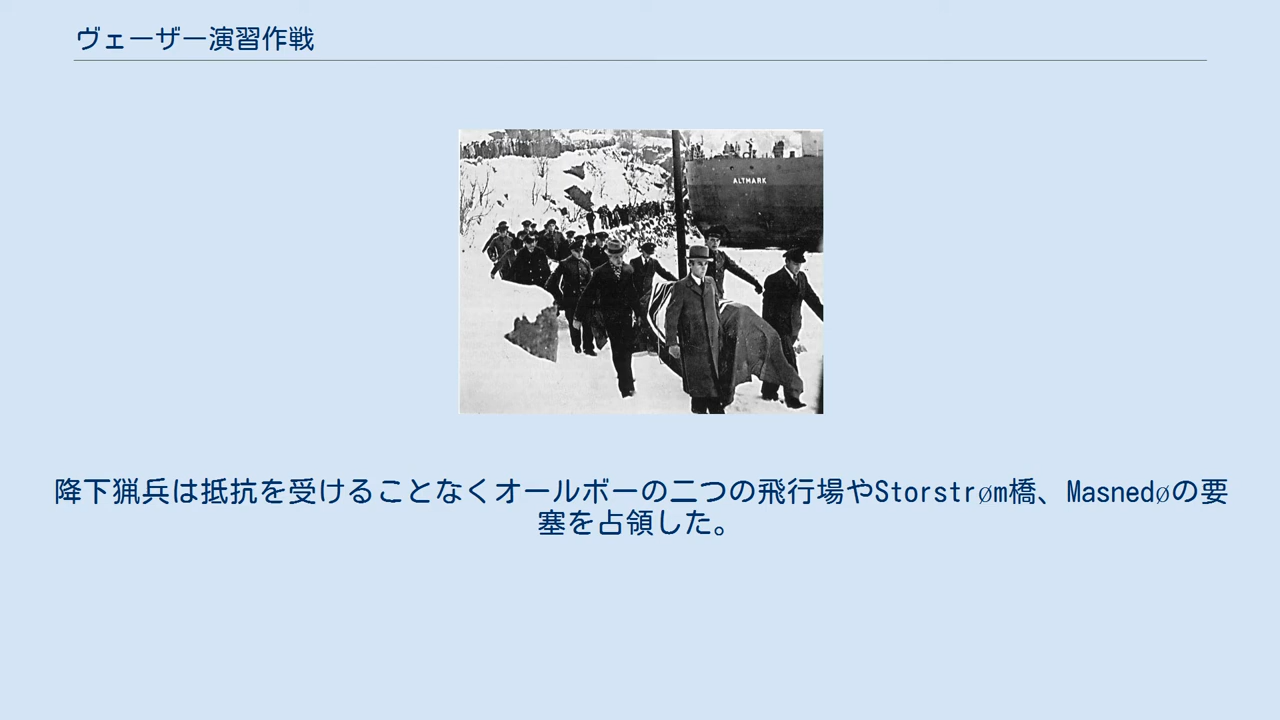 ヴェーザー演習作戦
ALTMARK
降下猟兵は抵抗を受けることなくオールボーの二つの飛行場やStorstrøm橋、Masnedøの要
塞を占領した。